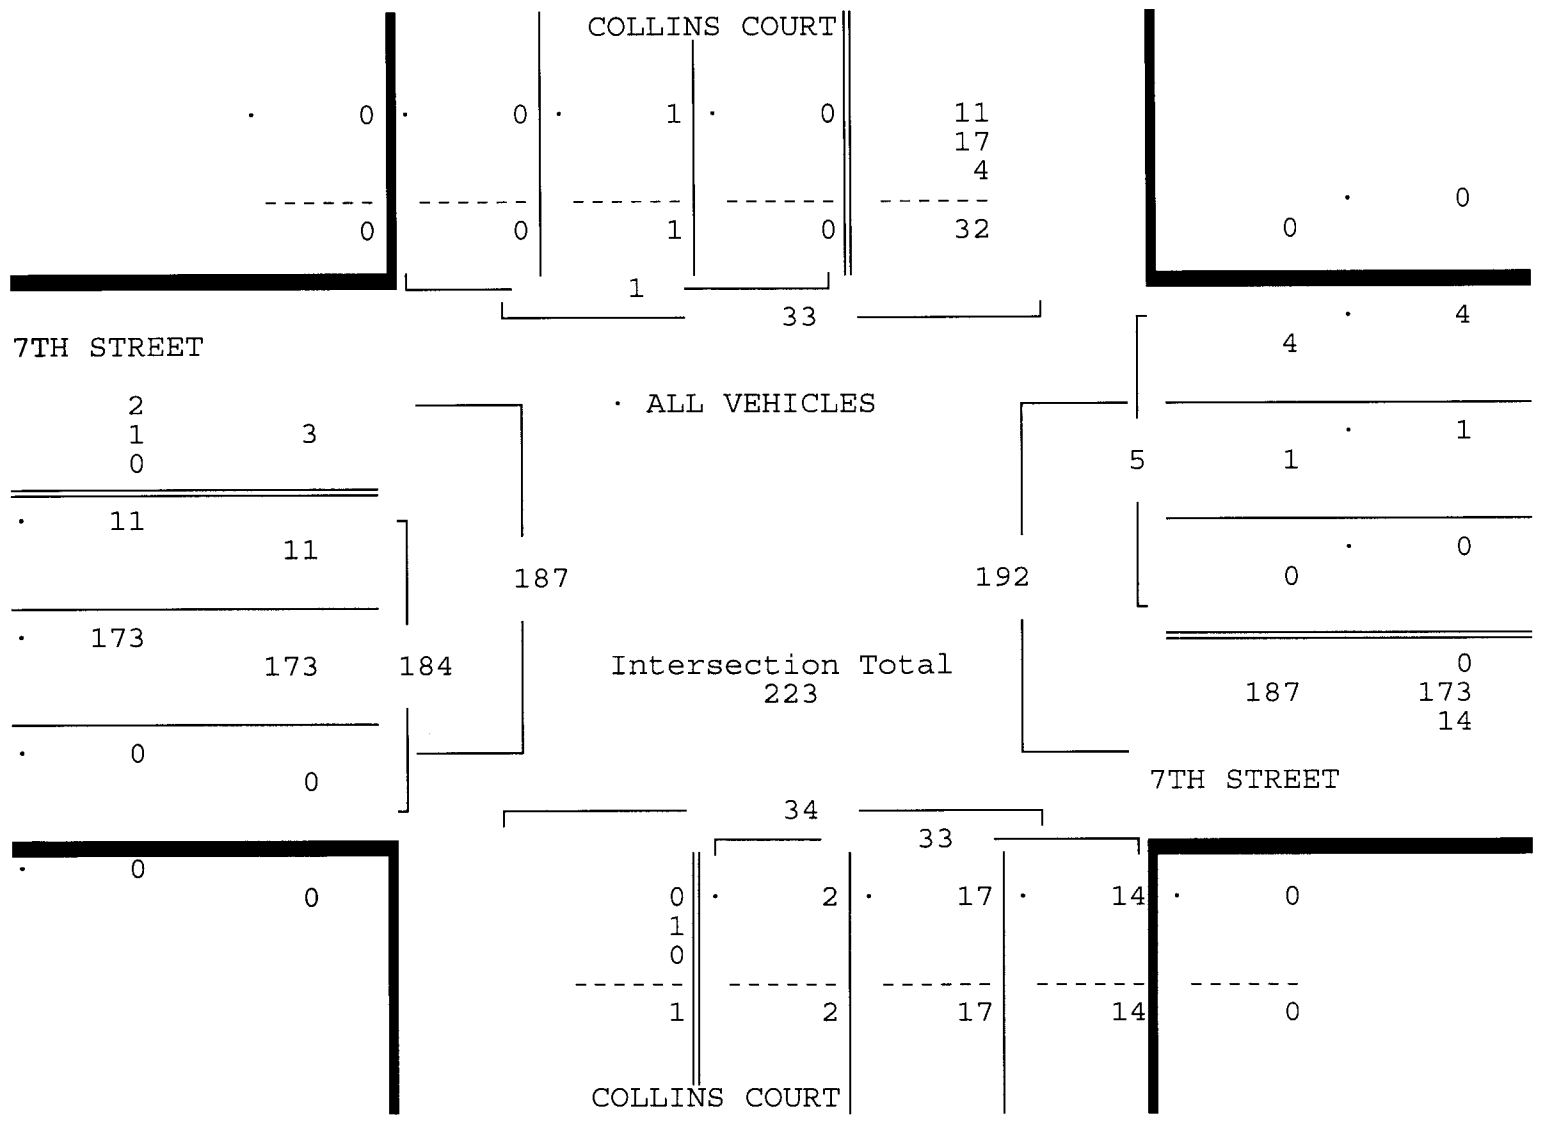 COLLINS COURT
· 0 · 0 · 1 · 0 11
17
4
------ ------ ------ ------ ------
· 0
0 0 1 0 32
0
1
33
· 4
7TH STREET
4
2
· ALL VEHICLES
1 3
· 1
0
5 1
· 11
11
· 0
187 192 0
· 173
173 184 Intersection Total 0
223 187 173
14
· 0
0
7TH STREET
34
33
· 0
0
0 · 2 · 17 · 14 · 0
1
0
------ ------ ------ ------ ------
1 2 17 14 0
COLLINS COURT